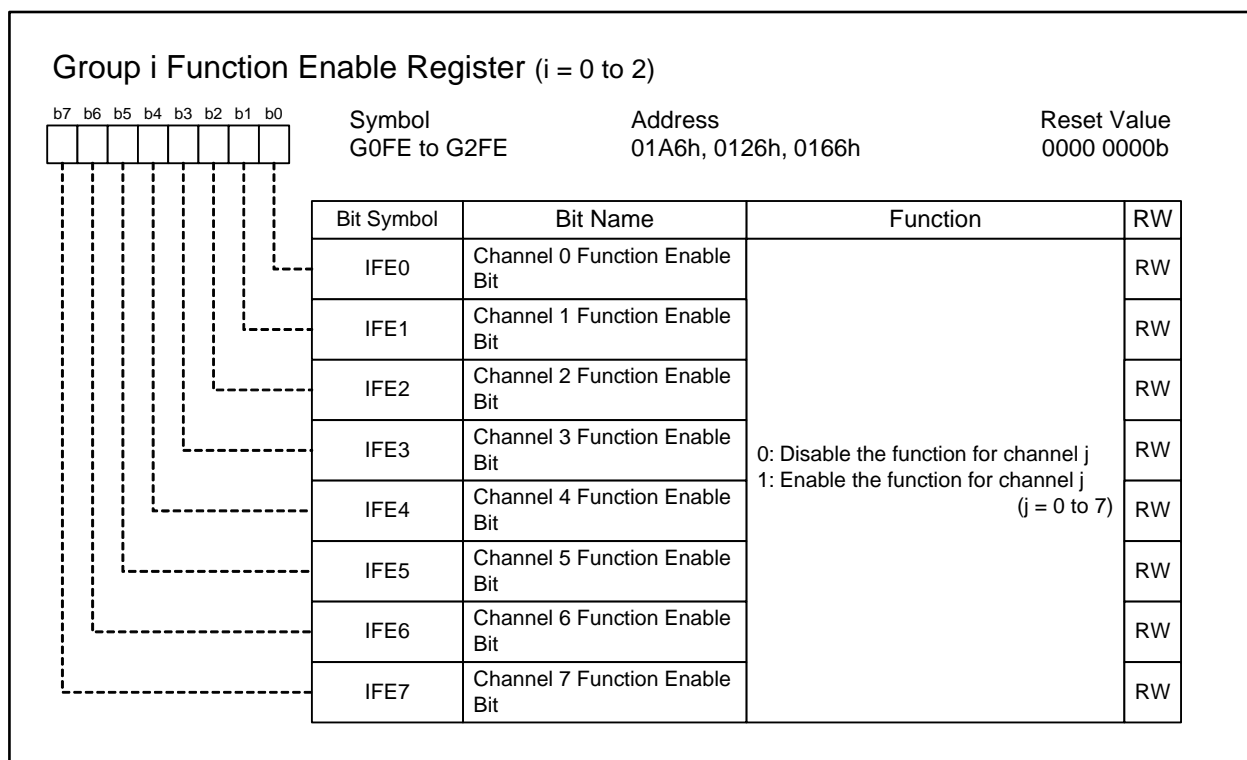 Group i Function Enable Register (i = 0 to 2)
b7 b6 b5 b4 b3 b2 b1 b0
Symbol Address Reset Value
G0FE to G2FE 01A6h, 0126h, 0166h 0000 0000b
Bit Symbol Bit Name Function RW
IFE0 Channel 0 Function Enable Bit RW
IFE1 Channel 1 Function Enable Bit RW
IFE2 Channel 2 Function Enable Bit RW
IFE3 Channel 3 Function Enable Bit RW
0: Disable the function for channel j
1: Enable the function for channel j
(j = 0 to 7)
IFE4 Channel 4 Function Enable Bit RW
IFE5 Channel 5 Function Enable Bit RW
IFE6 Channel 6 Function Enable Bit RW
IFE7 Channel 7 Function Enable Bit RW